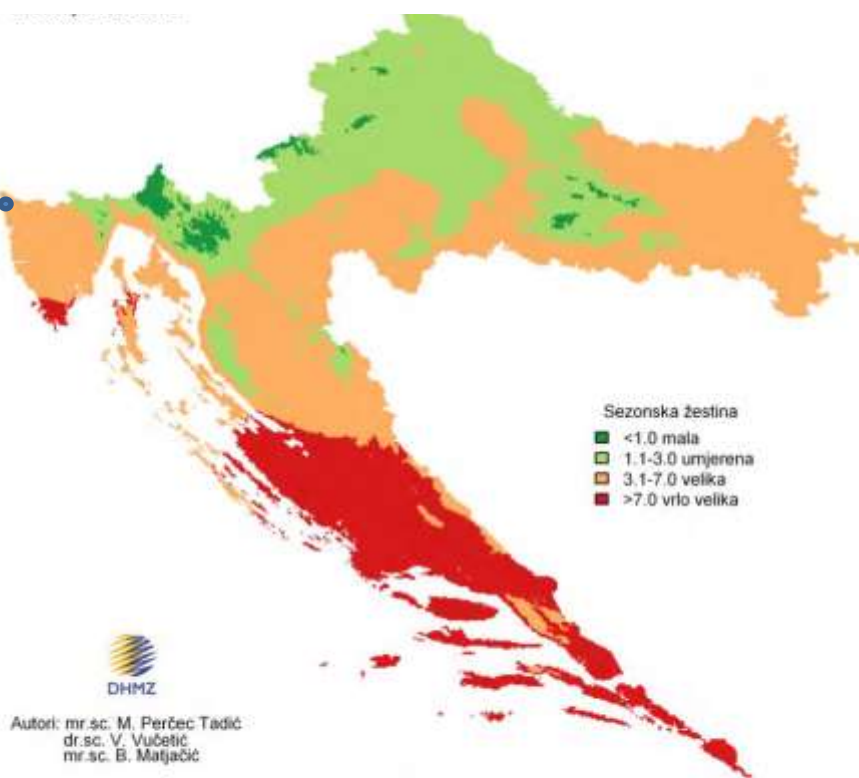 Sezonska žestina
<1.0 mala
1.1-3.0 umjerena
3.1-7.0 velika
>7.0 vrlo velika
DHMZ
Autori: mr.sc. M. Perčec Tadić
dr.sc. V. Vučetić
mr.sc. B. Matjačić